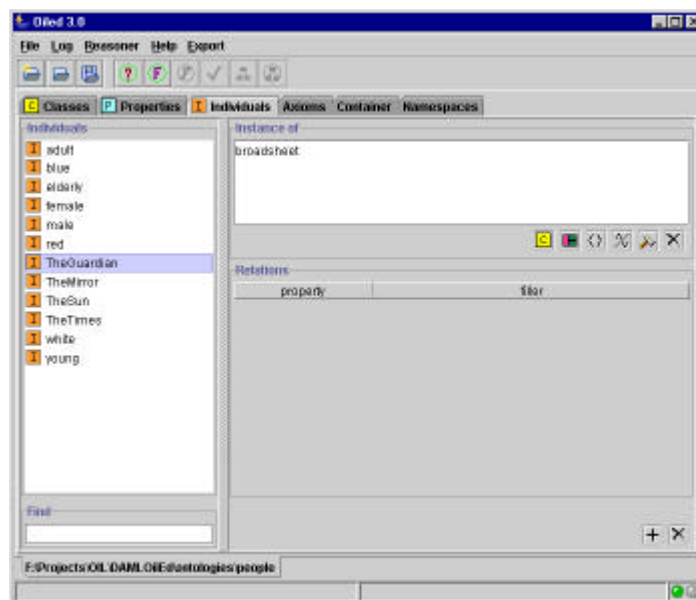 Oiled 3.0
File Log Reasoner Help Export
C Classes P Properties I Individuals Axioms Container Namespaces
Individuals
Instance of
I adult
broadsheet
I blue
I elderly
I female
I male
I red
I TheGuardian
Relations
I TheMirror
property filler
I TheSun
I TheTimes
I white
I young
Find
F:\Projects\OIL\DAMLOilEd\ontologies\people